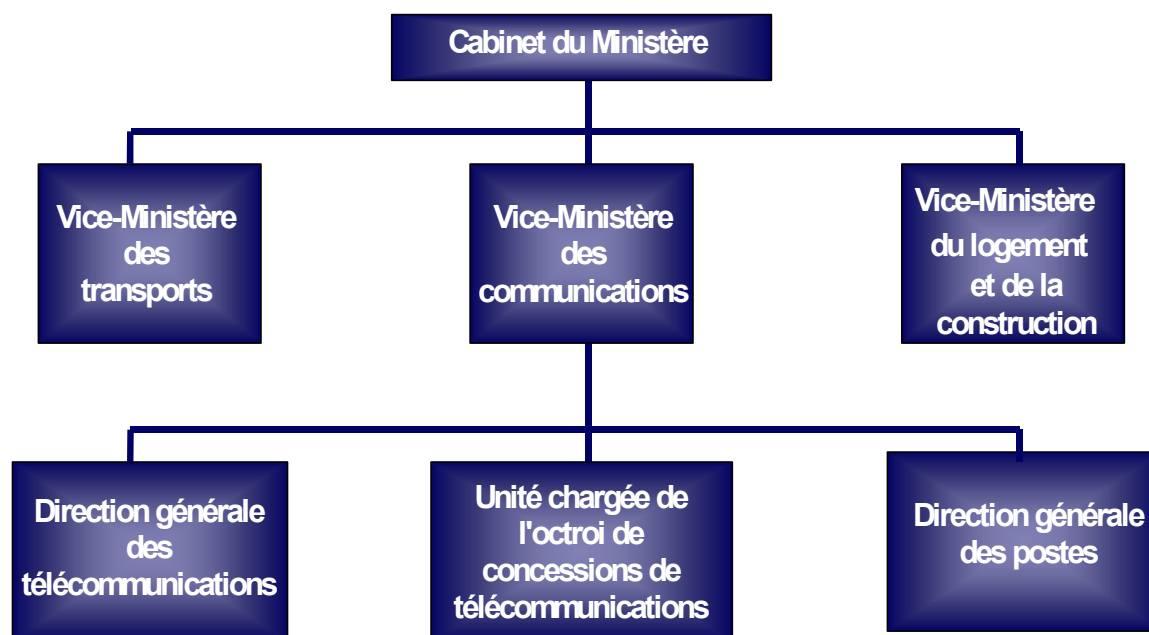 Cabinet du Ministère
Vice-Ministère
des
transports
Vice-Ministère
des
communications
Vice-Ministère
du logement
et de la
construction
Direction générale
des
télécommunications
Unité chargée de
l'octroi de
concessions de
télécommunications
Direction générale
des postes